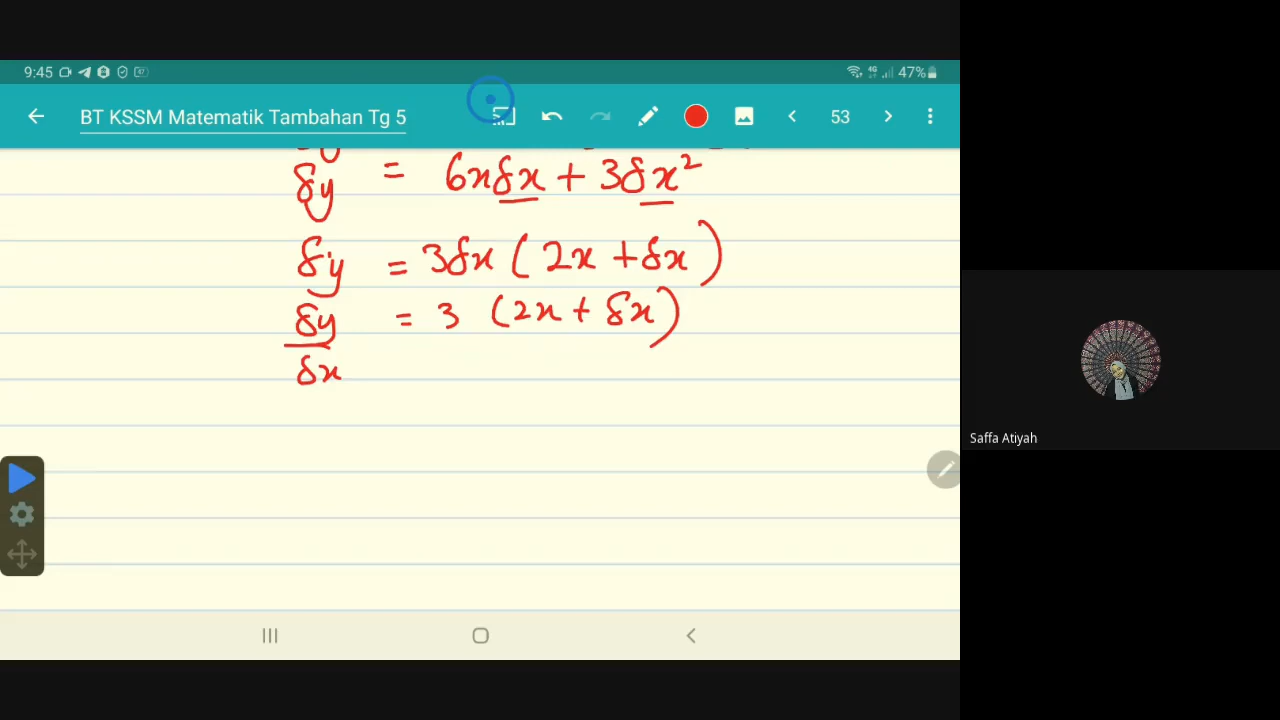 9:45
47%
BT KSSM Matematik Tambahan Tg 5
53
δy = 6xδx + 3δx²
δy = 3δx (2x + δx)
δy = 3 (2x + δx)
δx
Saffa Atiyah